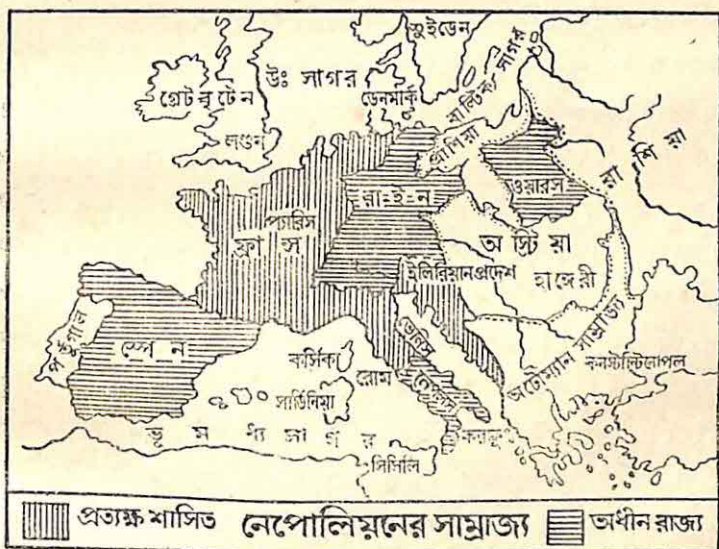 সুইডেন
উঃ সাগর
বাল্টিক সাগর
গ্রেট বৃটেন
ডেনমার্ক
লণ্ডন
প্রাশিয়া
রাশিয়া
রাইন
ওয়ারস
প্যারিস
ফ্রান্স
অস্ট্রিয়া
ইলিরিয়ান প্রদেশ
হাঙ্গেরী
পর্টুগাল
স্পেন
কর্সিকা
রোম
ভেনিস
নেপলস
অটোম্যান সাম্রাজ্য
কনস্টান্টিনোপল
সার্ডিনিয়া
ভূমধ্যসাগর
সিসিলি
প্রত্যক্ষ শাসিত
নেপোলিয়নের সাম্রাজ্য
অধীন রাজ্য